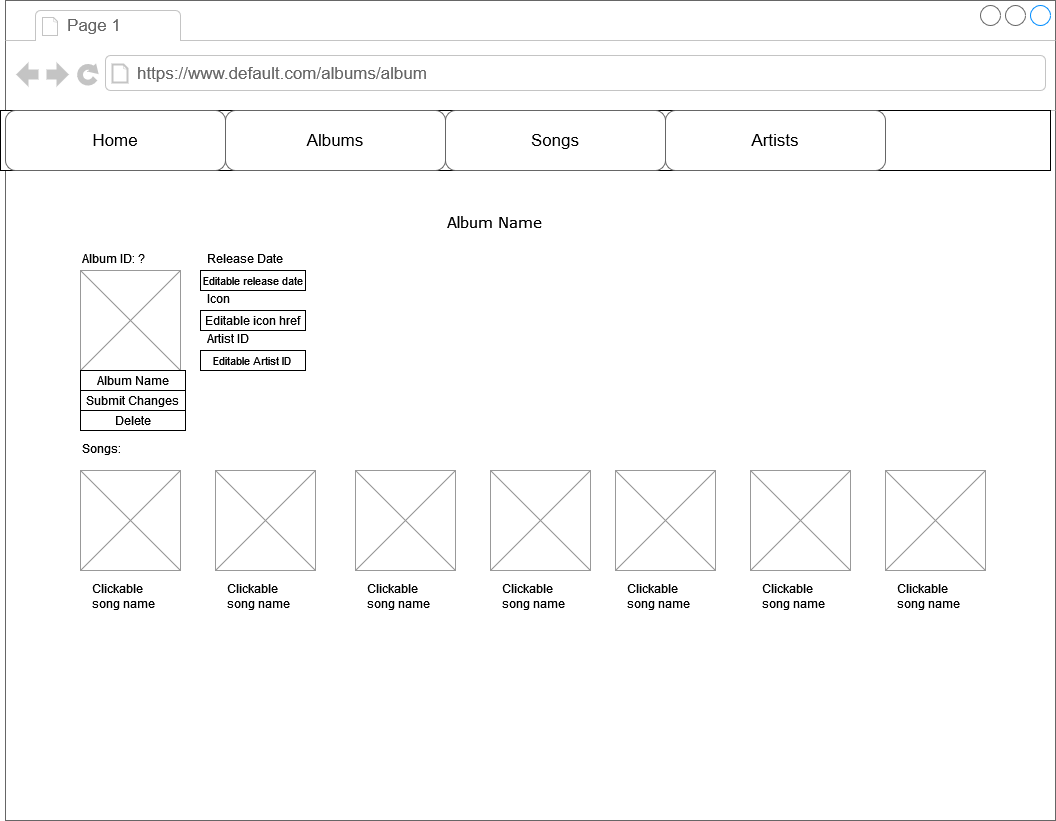 Page 1
https://www.default.com/albums/album
Home
Albums
Songs
Artists
Album Name
Album ID: ?
Release Date
Editable release date
Icon
Editable icon href
Artist ID
Editable Artist ID
Album Name
Submit Changes
Delete
Songs:
Clickable
song name
Clickable
song name
Clickable
song name
Clickable
song name
Clickable
song name
Clickable
song name
Clickable
song name